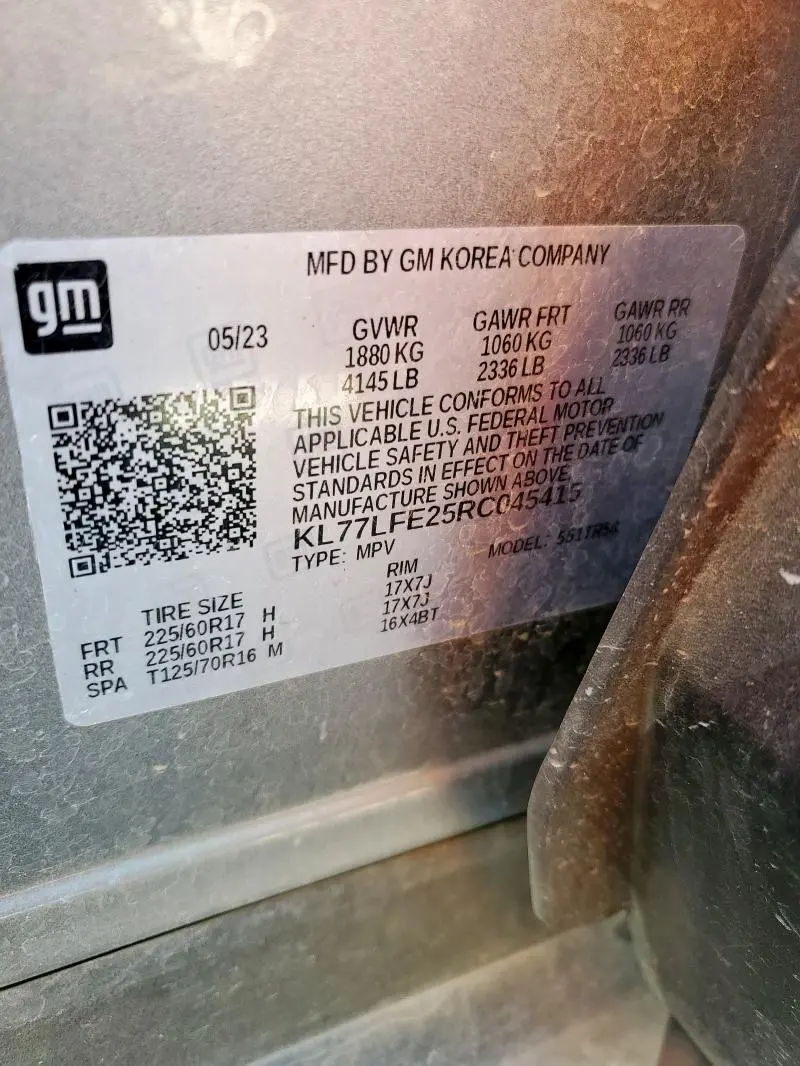 gm
MFD BY GM KOREA COMPANY
05/23
GVWR GAWR FRT GAWR RR
1880 KG 1060 KG 1060 KG
4145 LB 2336 LB 2336 LB
THIS VEHICLE CONFORMS TO ALL
APPLICABLE U.S. FEDERAL MOTOR
VEHICLE SAFETY AND THEFT PREVENTION
STANDARDS IN EFFECT ON THE DATE OF
MANUFACTURE SHOWN ABOVE
KL77LFE25RC045415
TYPE: MPV MODEL:
TIRE SIZE RIM
FRT 225/60R17 H 17X7J
RR 225/60R17 H 17X7J
SPA T125/70R16 M 16X4BT